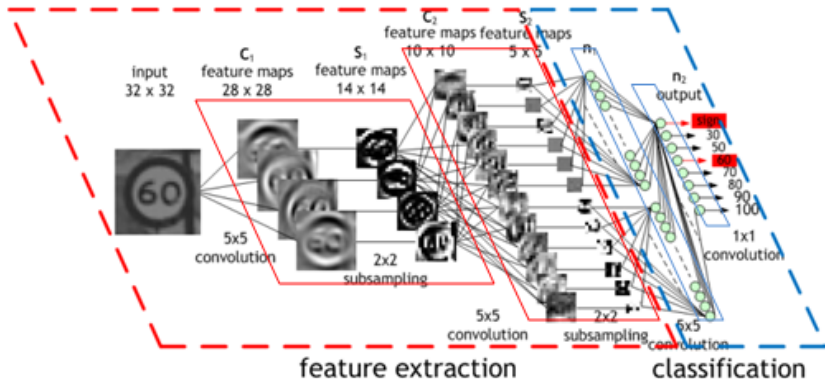 input
32 x 32
C1
feature maps
28 x 28
S1
feature maps
14 x 14
C2
feature maps
10 x 10
S2
feature maps
5 x 5
n1
n2
output
sign
30
50
60
70
80
90
100
60
5x5
convolution
2x2
subsampling
5x5
convolution
2x2
subsampling
convolution
1x1
convolution
feature extraction
classification